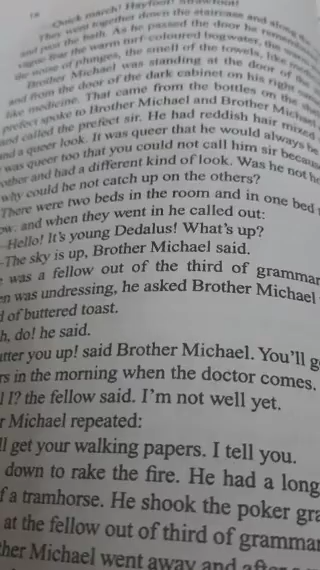 18
—Quick march! Hayfoot! Strawfoot!
They went together down the staircase and along the
and past the bath. As he passed the door he remembered
vague fear the warm turf-coloured bogwater, the
the noise of plunges, the smell of the towels, like
Brother Michael was standing at the door of the
and from the door of the dark cabinet on his right
like medicine. That came from the bottles on the
prefect spoke to Brother Michael and Brother Michael
and called the prefect sir. He had reddish hair mixed
and a queer look. It was queer that he would always be
was queer too that you could not call him sir because
other and had a different kind of look. Was he not h
why could he not catch up on the others?
There were two beds in the room and in one bed
ow. and when they went in he called out:
—Hello! It's young Dedalus! What's up?
—The sky is up, Brother Michael said.
e was a fellow out of the third of grammar
en was undressing, he asked Brother Michael
d of buttered toast.
h, do! he said.
utter you up! said Brother Michael. You'll g
rs in the morning when the doctor comes.
l I? the fellow said. I'm not well yet.
r Michael repeated:
ll get your walking papers. I tell you.
down to rake the fire. He had a long
f a tramhorse. He shook the poker gra
at the fellow out of third of grammar
ther Michael went away and after